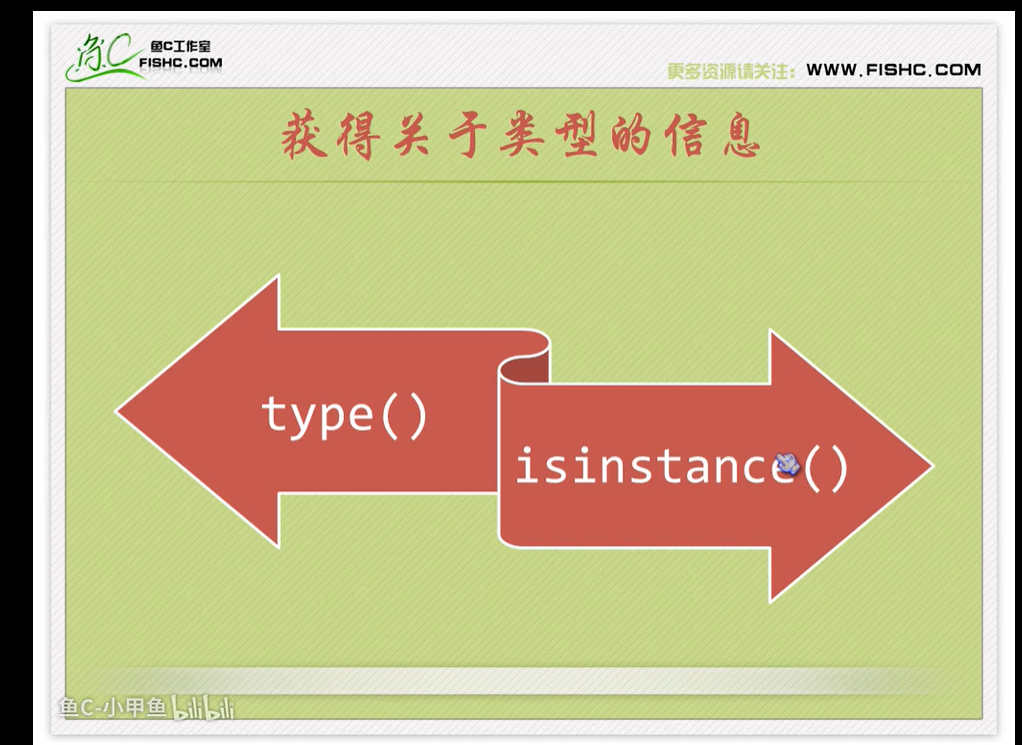 鱼C工作室
FISHC.COM
更多资源请关注：WWW.FISHC.COM
获得关于类型的信息
type()
isinstance()
鱼C-小甲鱼 bilibili